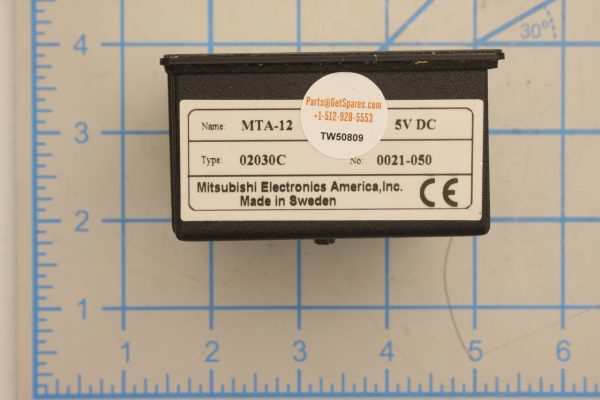 4
30°
Parts@GetSpares.com
+1-512-928-5553
TW50809
Name: MTA-12 5V DC
3
Type: 02030C No: 0021-050
Mitsubishi Electronics America,Inc.
Made in Sweden
CE
2
1
1 2 3 4 5 6